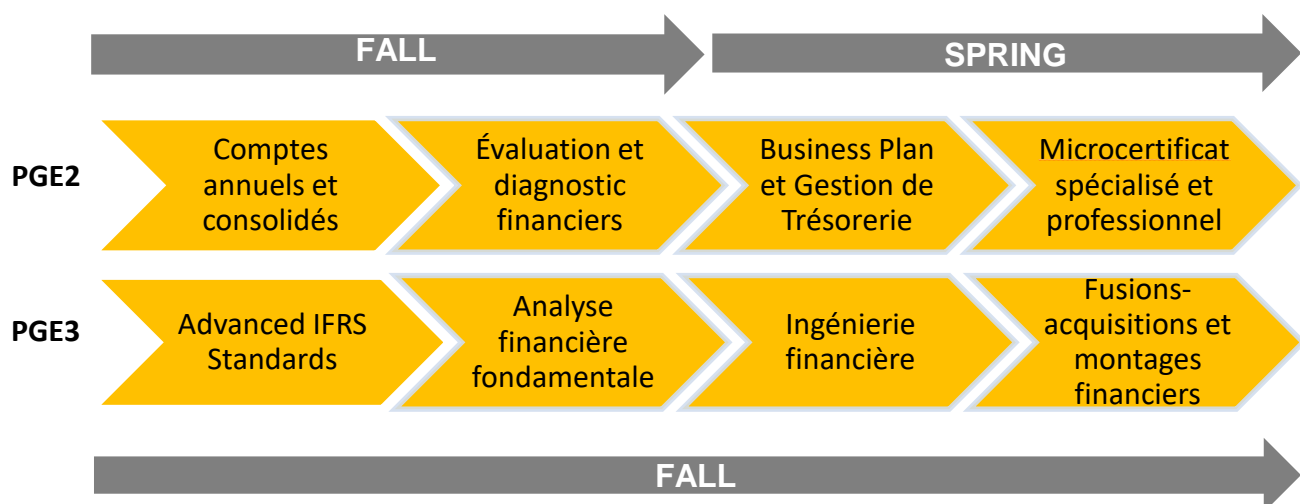 FALL
SPRING
PGE2
Comptes
annuels et
consolidés
Évaluation et
diagnostic
financiers
Business Plan
et Gestion de
Trésorerie
Microcertificat
spécialisé et
professionnel
PGE3
Advanced IFRS
Standards
Analyse
financière
fondamentale
Ingénierie
financière
Fusions-
acquisitions et
montages
financiers
FALL